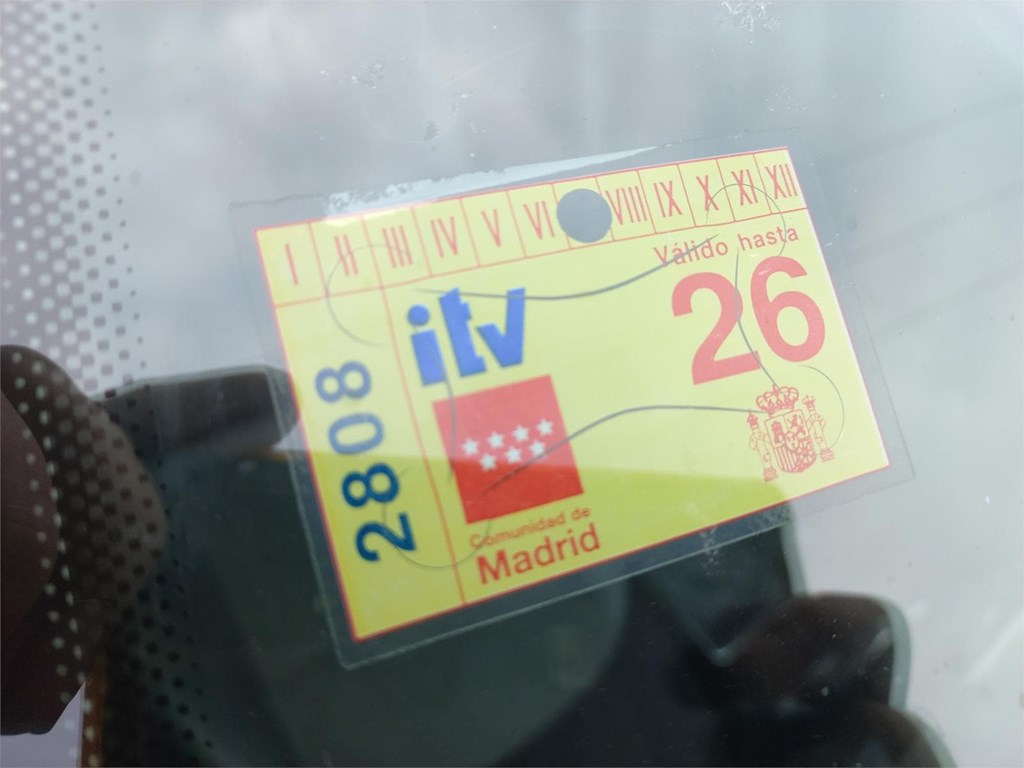 I II III IV V VI VIII IX X XI XII
Válido hasta
26
itv
2808
Comunidad de
Madrid